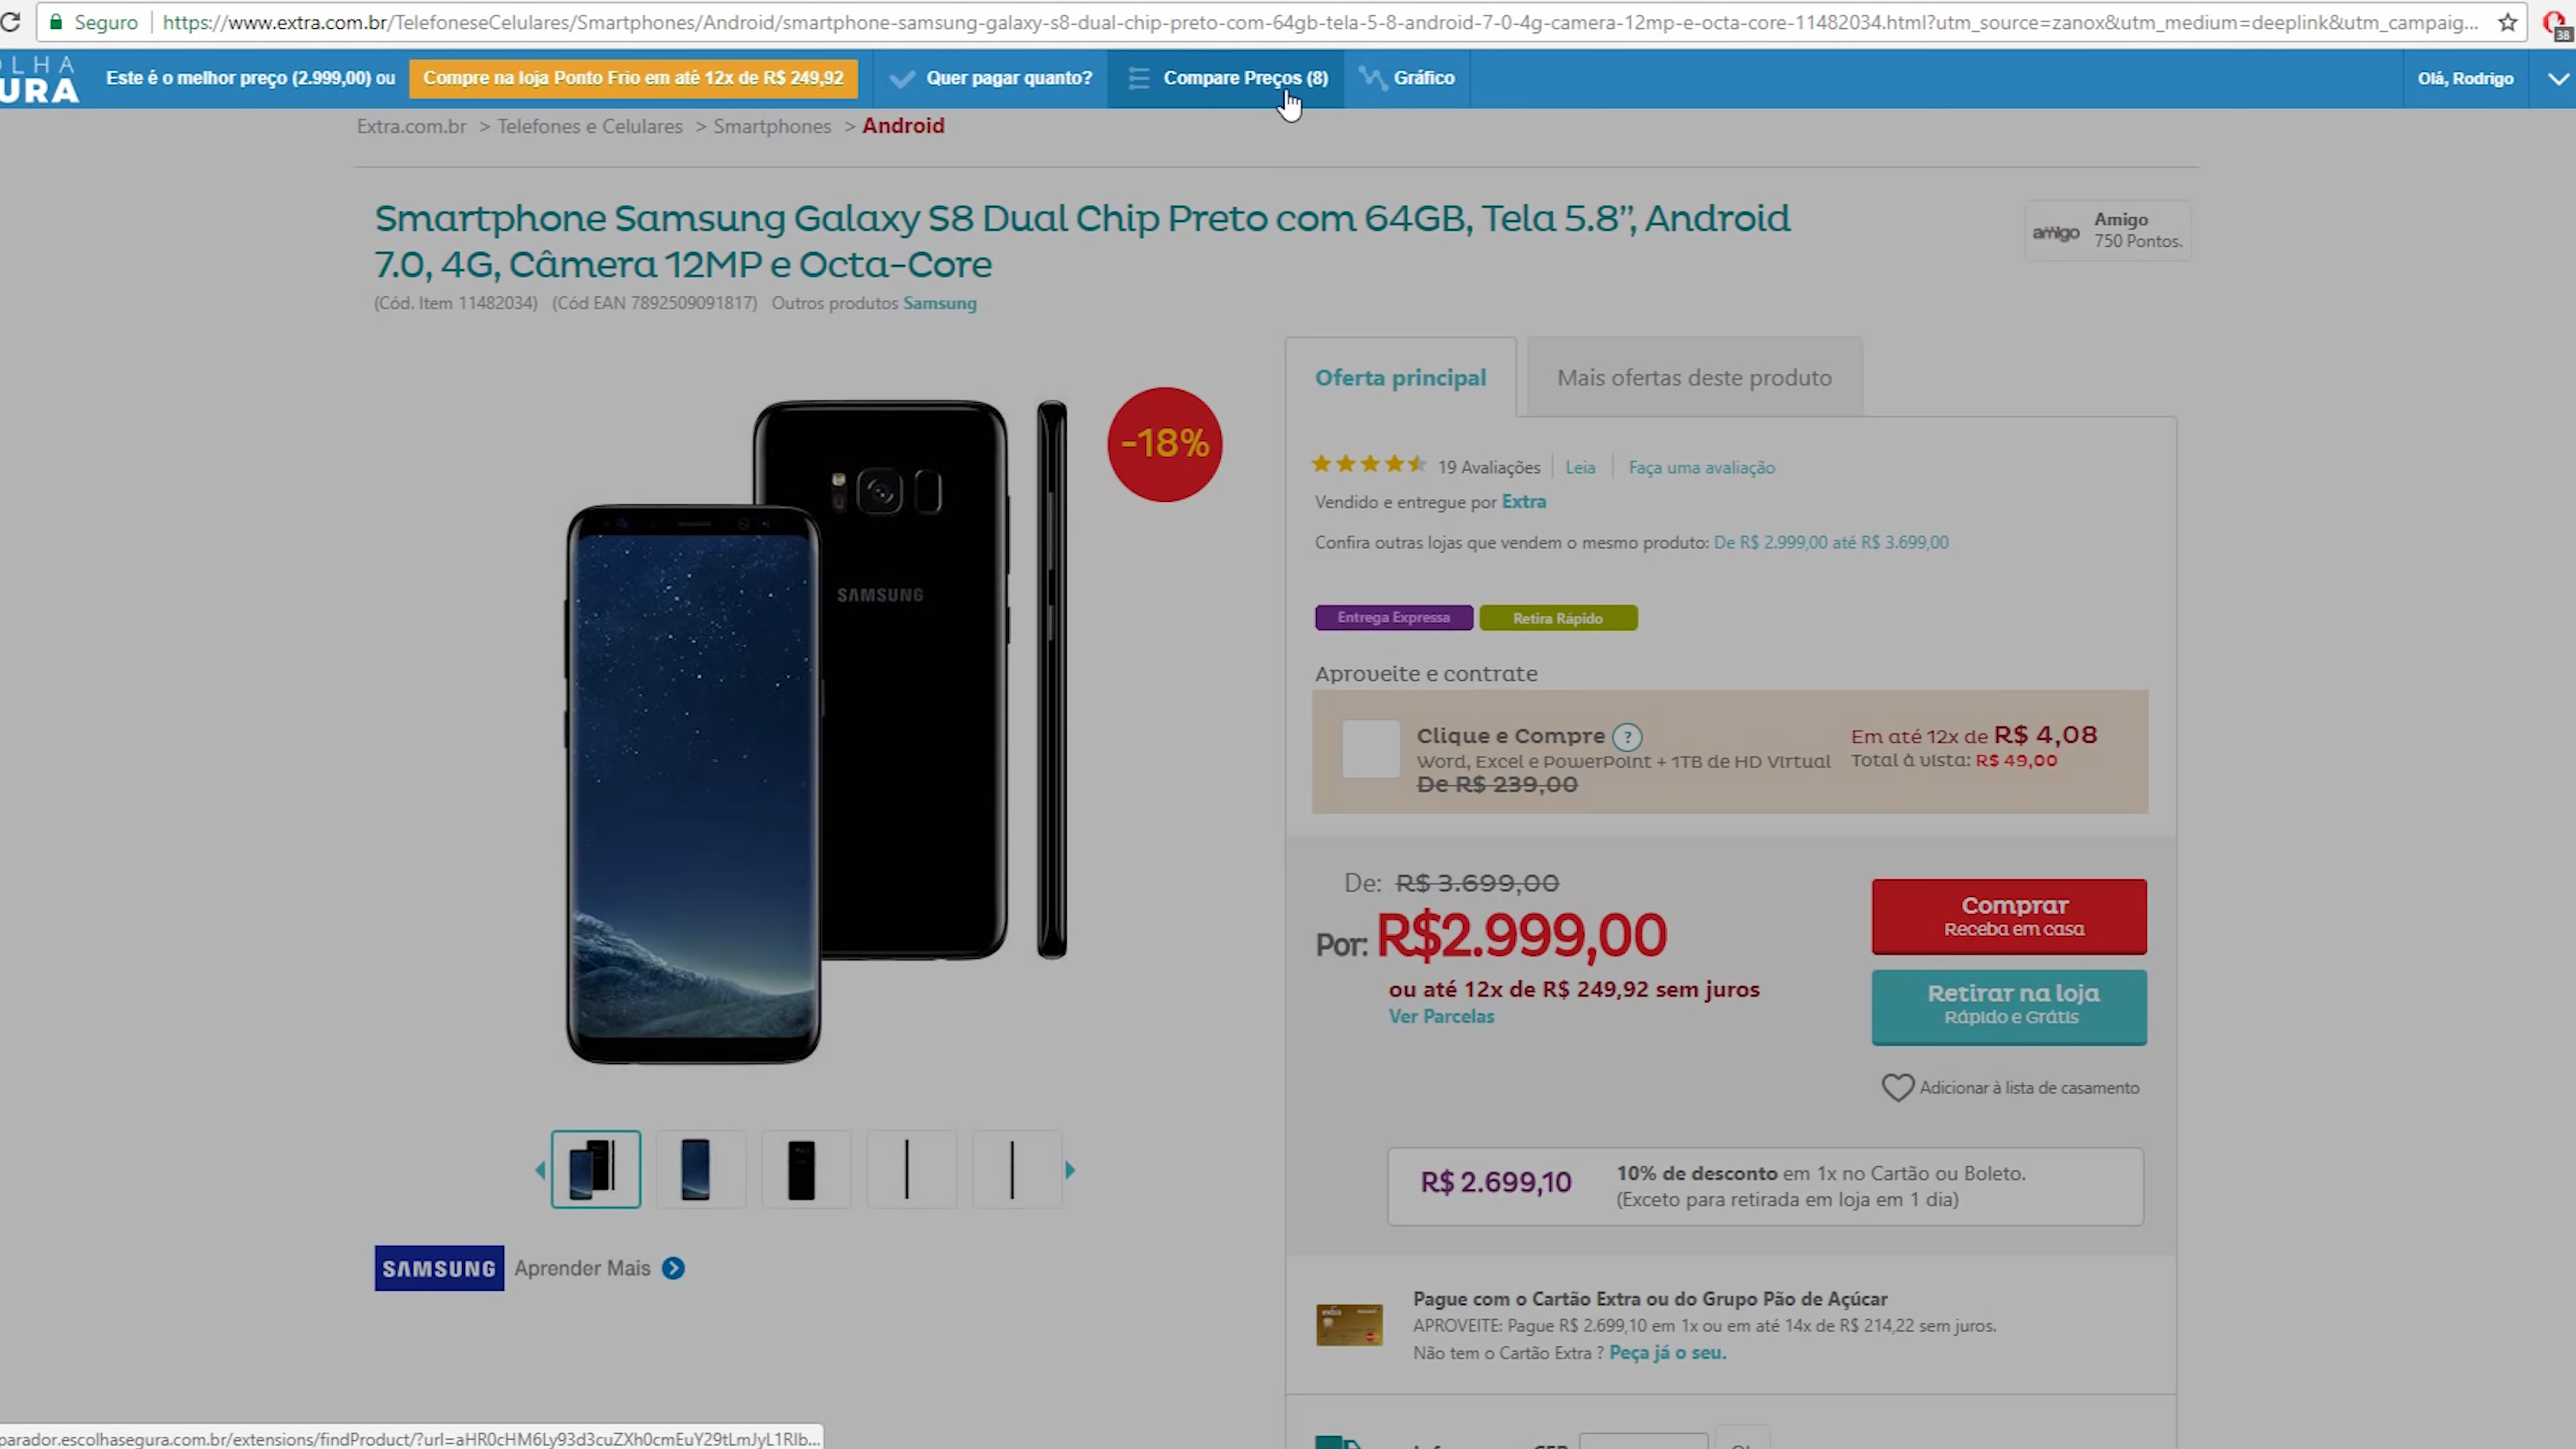 Seguro https://www.extra.com.br/TelefoneseCelulares/Smartphones/Android/smartphone-samsung-galaxy-s8-dual-chip-preto-com-64gb-tela-5-8-android-7-0-4g-camera-12mp-e-octa-core-11482034.html?utm_source=zanox&utm_medium=deeplink&utm_campaig...
38
OLHA
URA
Este é o melhor preço (2.999,00) ou
Compre na loja Ponto Frio em até 12x de R$ 249,92
Quer pagar quanto?
Compare Preços (8)
Gráfico
Olá, Rodrigo
Extra.com.br > Telefones e Celulares > Smartphones > Android
Smartphone Samsung Galaxy S8 Dual Chip Preto com 64GB, Tela 5.8”, Android
7.0, 4G, Câmera 12MP e Octa-Core
(Cód. Item 11482034) (Cód EAN 7892509091817) Outros produtos Samsung
amigo
Amigo
750 Pontos.
-18%
SAMSUNG
Oferta principal
Mais ofertas deste produto
19 Avaliações Leia Faça uma avaliação
Vendido e entregue por Extra
Confira outras lojas que vendem o mesmo produto: De R$ 2.999,00 até R$ 3.699,00
Entrega Expressa
Retira Rápido
Aproveite e contrate
Clique e Compre ?
Word, Excel e PowerPoint + 1TB de HD Virtual
De R$ 239,00
Em até 12x de R$ 4,08
Total à vista: R$ 49,00
De: R$ 3.699,00
Por: R$2.999,00
ou até 12x de R$ 249,92 sem juros
Ver Parcelas
Comprar
Receba em casa
Retirar na loja
Rápido e Grátis
Adicionar à lista de casamento
R$ 2.699,10
10% de desconto em 1x no Cartão ou Boleto.
(Exceto para retirada em loja em 1 dia)
SAMSUNG Aprender Mais
Pague com o Cartão Extra ou do Grupo Pão de Açúcar
APROVEITE: Pague R$ 2.699,10 em 1x ou em até 14x de R$ 214,22 sem juros.
Não tem o Cartão Extra ? Peça já o seu.
parador.escolhasegura.com.br/extensions/findProduct/?url=aHR0cHM6Ly93d3cuZXh0cmEuY29tLmJyL1Rlb...